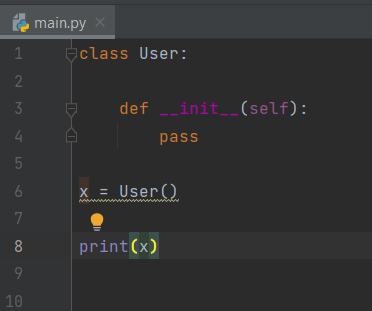 main.py
1 class User:
2
3     def __init__(self):
4         pass
5
6 x = User()
7
8 print(x)
9
10